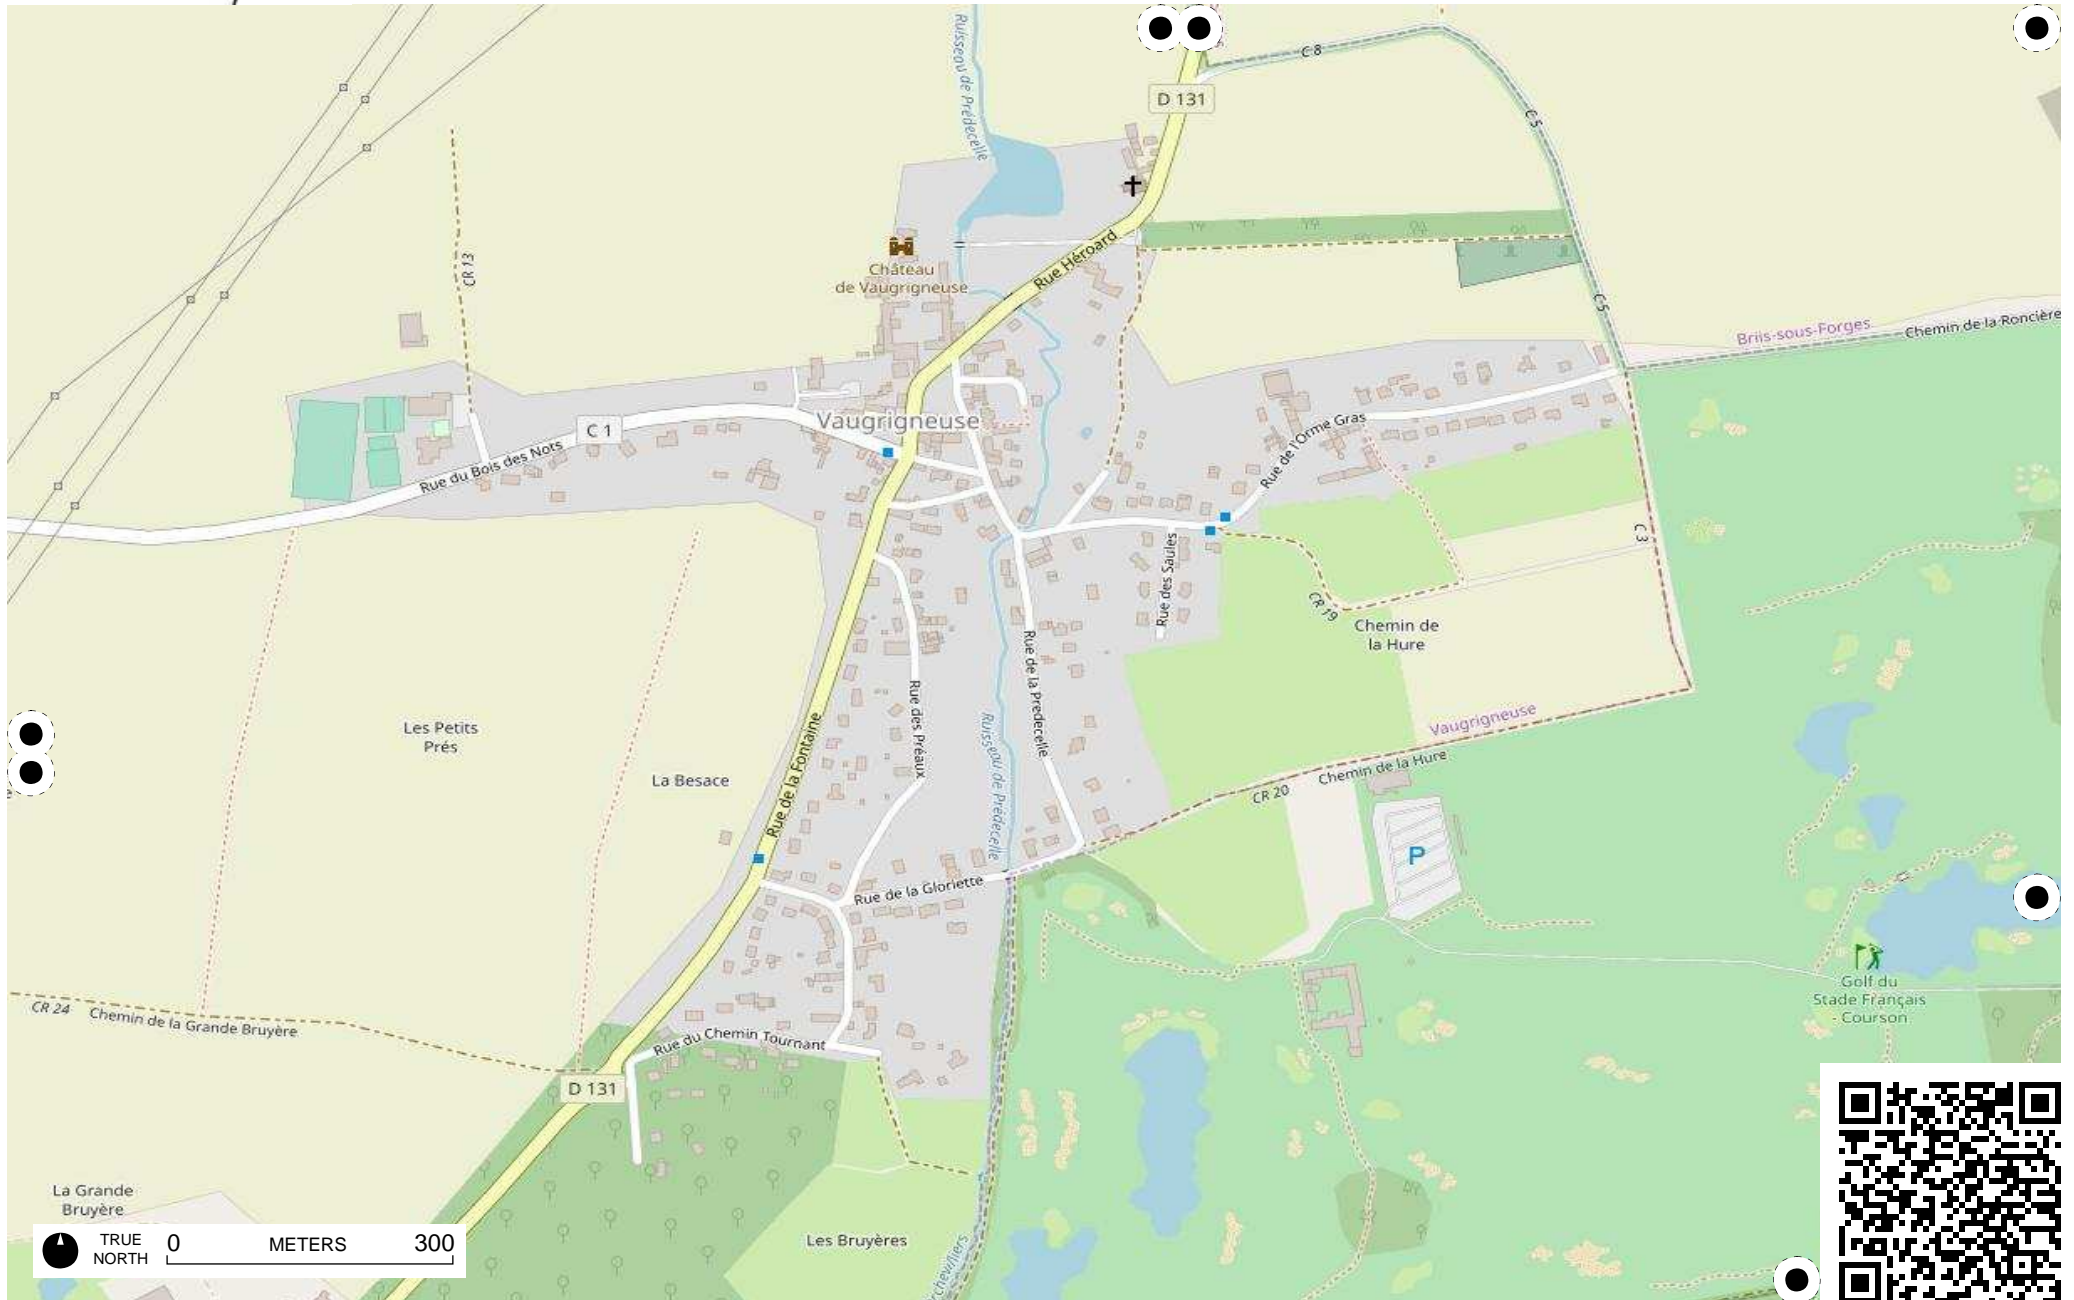 Ruisseau de Prédecelle
C 8
D 131
C 5
CR 13
Château
de Vaugrigneuse
Rue Héroard
C 5
Briis-sous-Forges
Chemin de la Roncière
Vaugrigneuse
C 1
Rue du Bois des Nots
Rue de l'Orme Gras
C 3
Rue des Saules
CR 19
Chemin de
la Hure
Rue de la Predecelle
Rue des Préaux
Les Petits
Prés
La Besace
Rue de la Fontaine
Ruisseau de Prédecelle
Vaugrigneuse
Chemin de la Hure
CR 20
P
Rue de la Gloriette
Golf du
Stade Français
- Courson
CR 24
Chemin de la Grande Bruyère
Rue du Chemin Tournant
D 131
La Grande
Bruyère
Les Bruyères
TRUE
NORTH
0 METERS 300